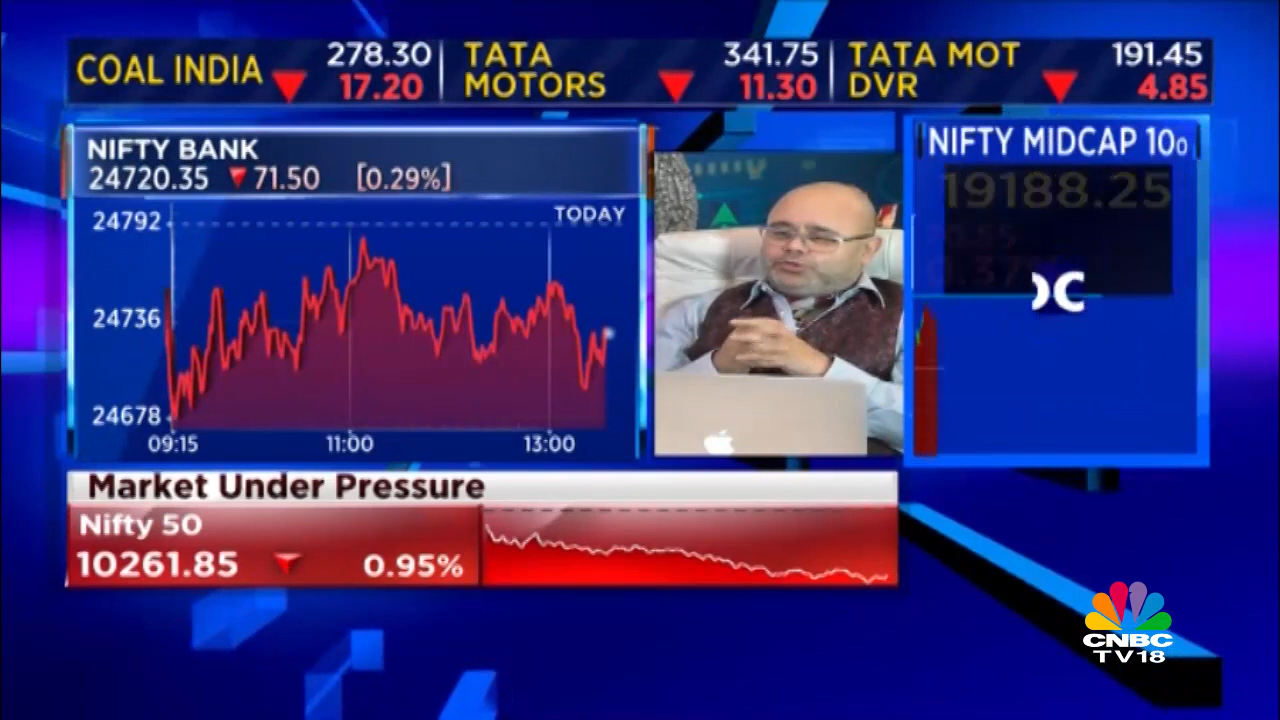 COAL INDIA 278.30 17.20
TATA MOTORS 341.75 11.30
TATA MOT DVR 191.45 4.85
NIFTY BANK
24720.35 71.50 [0.29%]
TODAY
24792
24736
24678
09:15 11:00 13:00
NIFTY MIDCAP 100
19188.25
Market Under Pressure
Nifty 50
10261.85 0.95%
CNBC
TV18